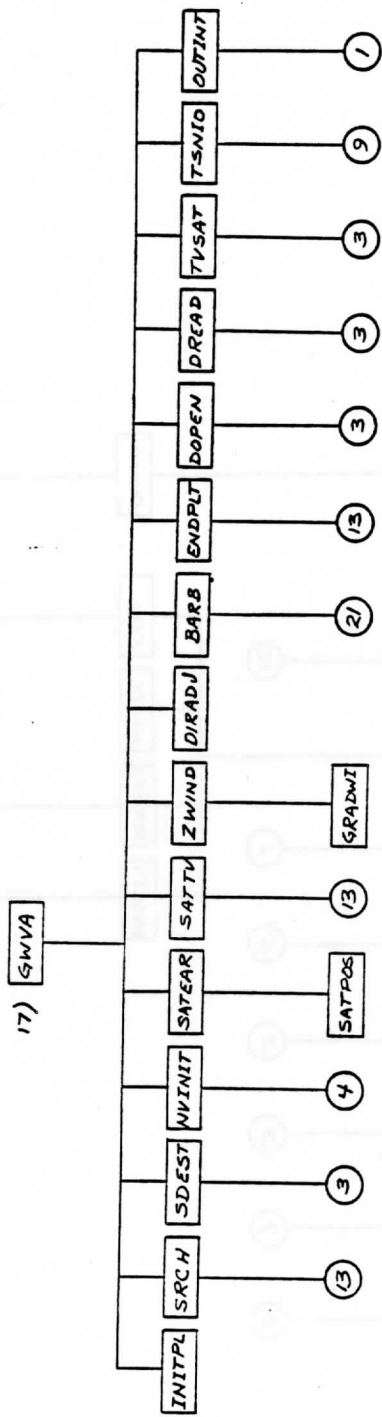 17) GWVA
INITPL SRCH SDEST NVINIT SATEAR SATTV ZWIND DIRADJ BARB ENDPLT DOPEN DREAD TVSAT TSNIO OUTINT
13 3 4 SATPOS 13 GRADWI 21 13 3 3 3 9 1